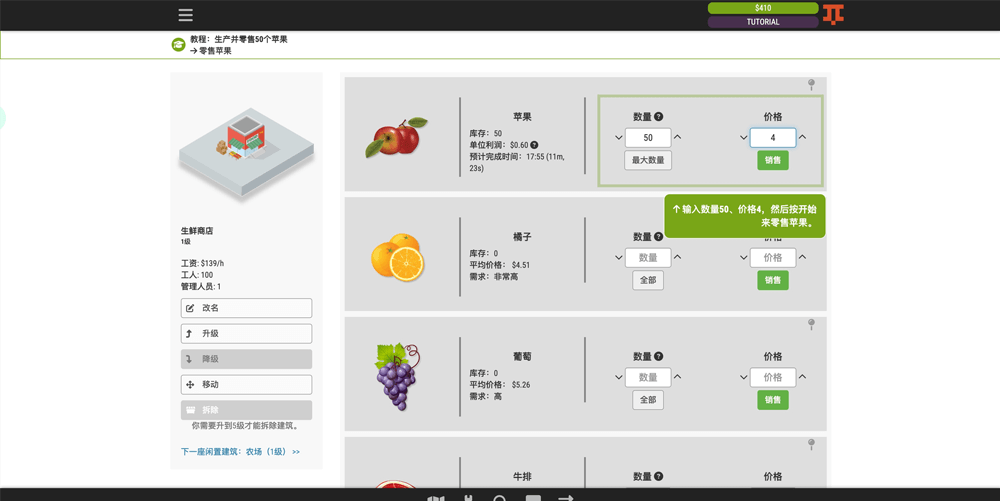 $410
TUTORIAL
教程：生产并零售50个苹果
→ 零售苹果
生鲜商店
1级
工资: $139/h
工人: 100
管理人员: 1
改名
升级
降级
移动
拆除
你需要升到5级才能拆除建筑。
下一座闲置建筑：农场（1级） >>
苹果
库存：50
单位利润：$0.60
预计完成时间：17:55 (11m,
23s)
数量
50
最大数量
价格
4
销售
↑ 输入数量50、价格4，然后按开始
来零售苹果。
橘子
库存：0
平均价格： $4.51
需求：非常高
数量
数量
全部
价格
价格
销售
葡萄
库存：0
平均价格： $5.26
需求：高
数量
数量
全部
价格
价格
销售
牛排
数量
价格